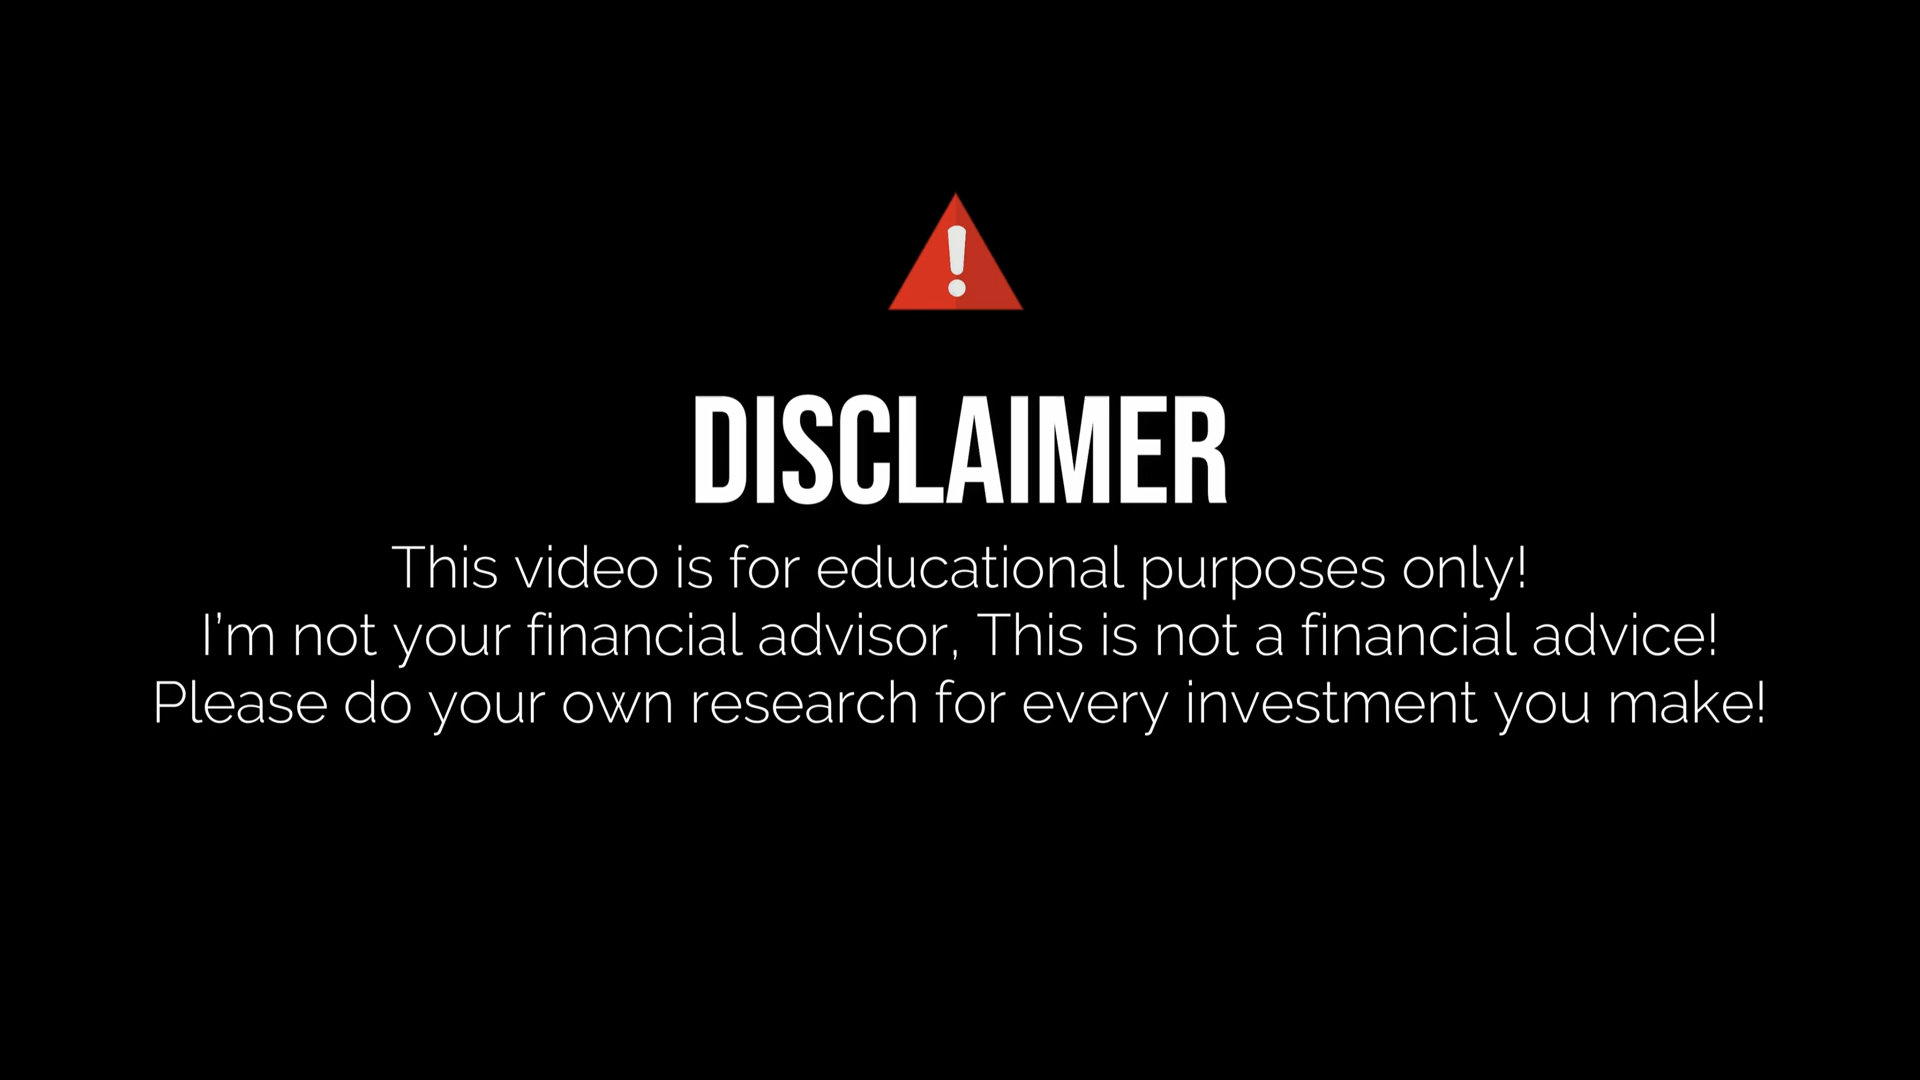 DISCLAIMER
This video is for educational purposes only!
I'm not your financial advisor, This is not a financial advice!
Please do your own research for every investment you make!